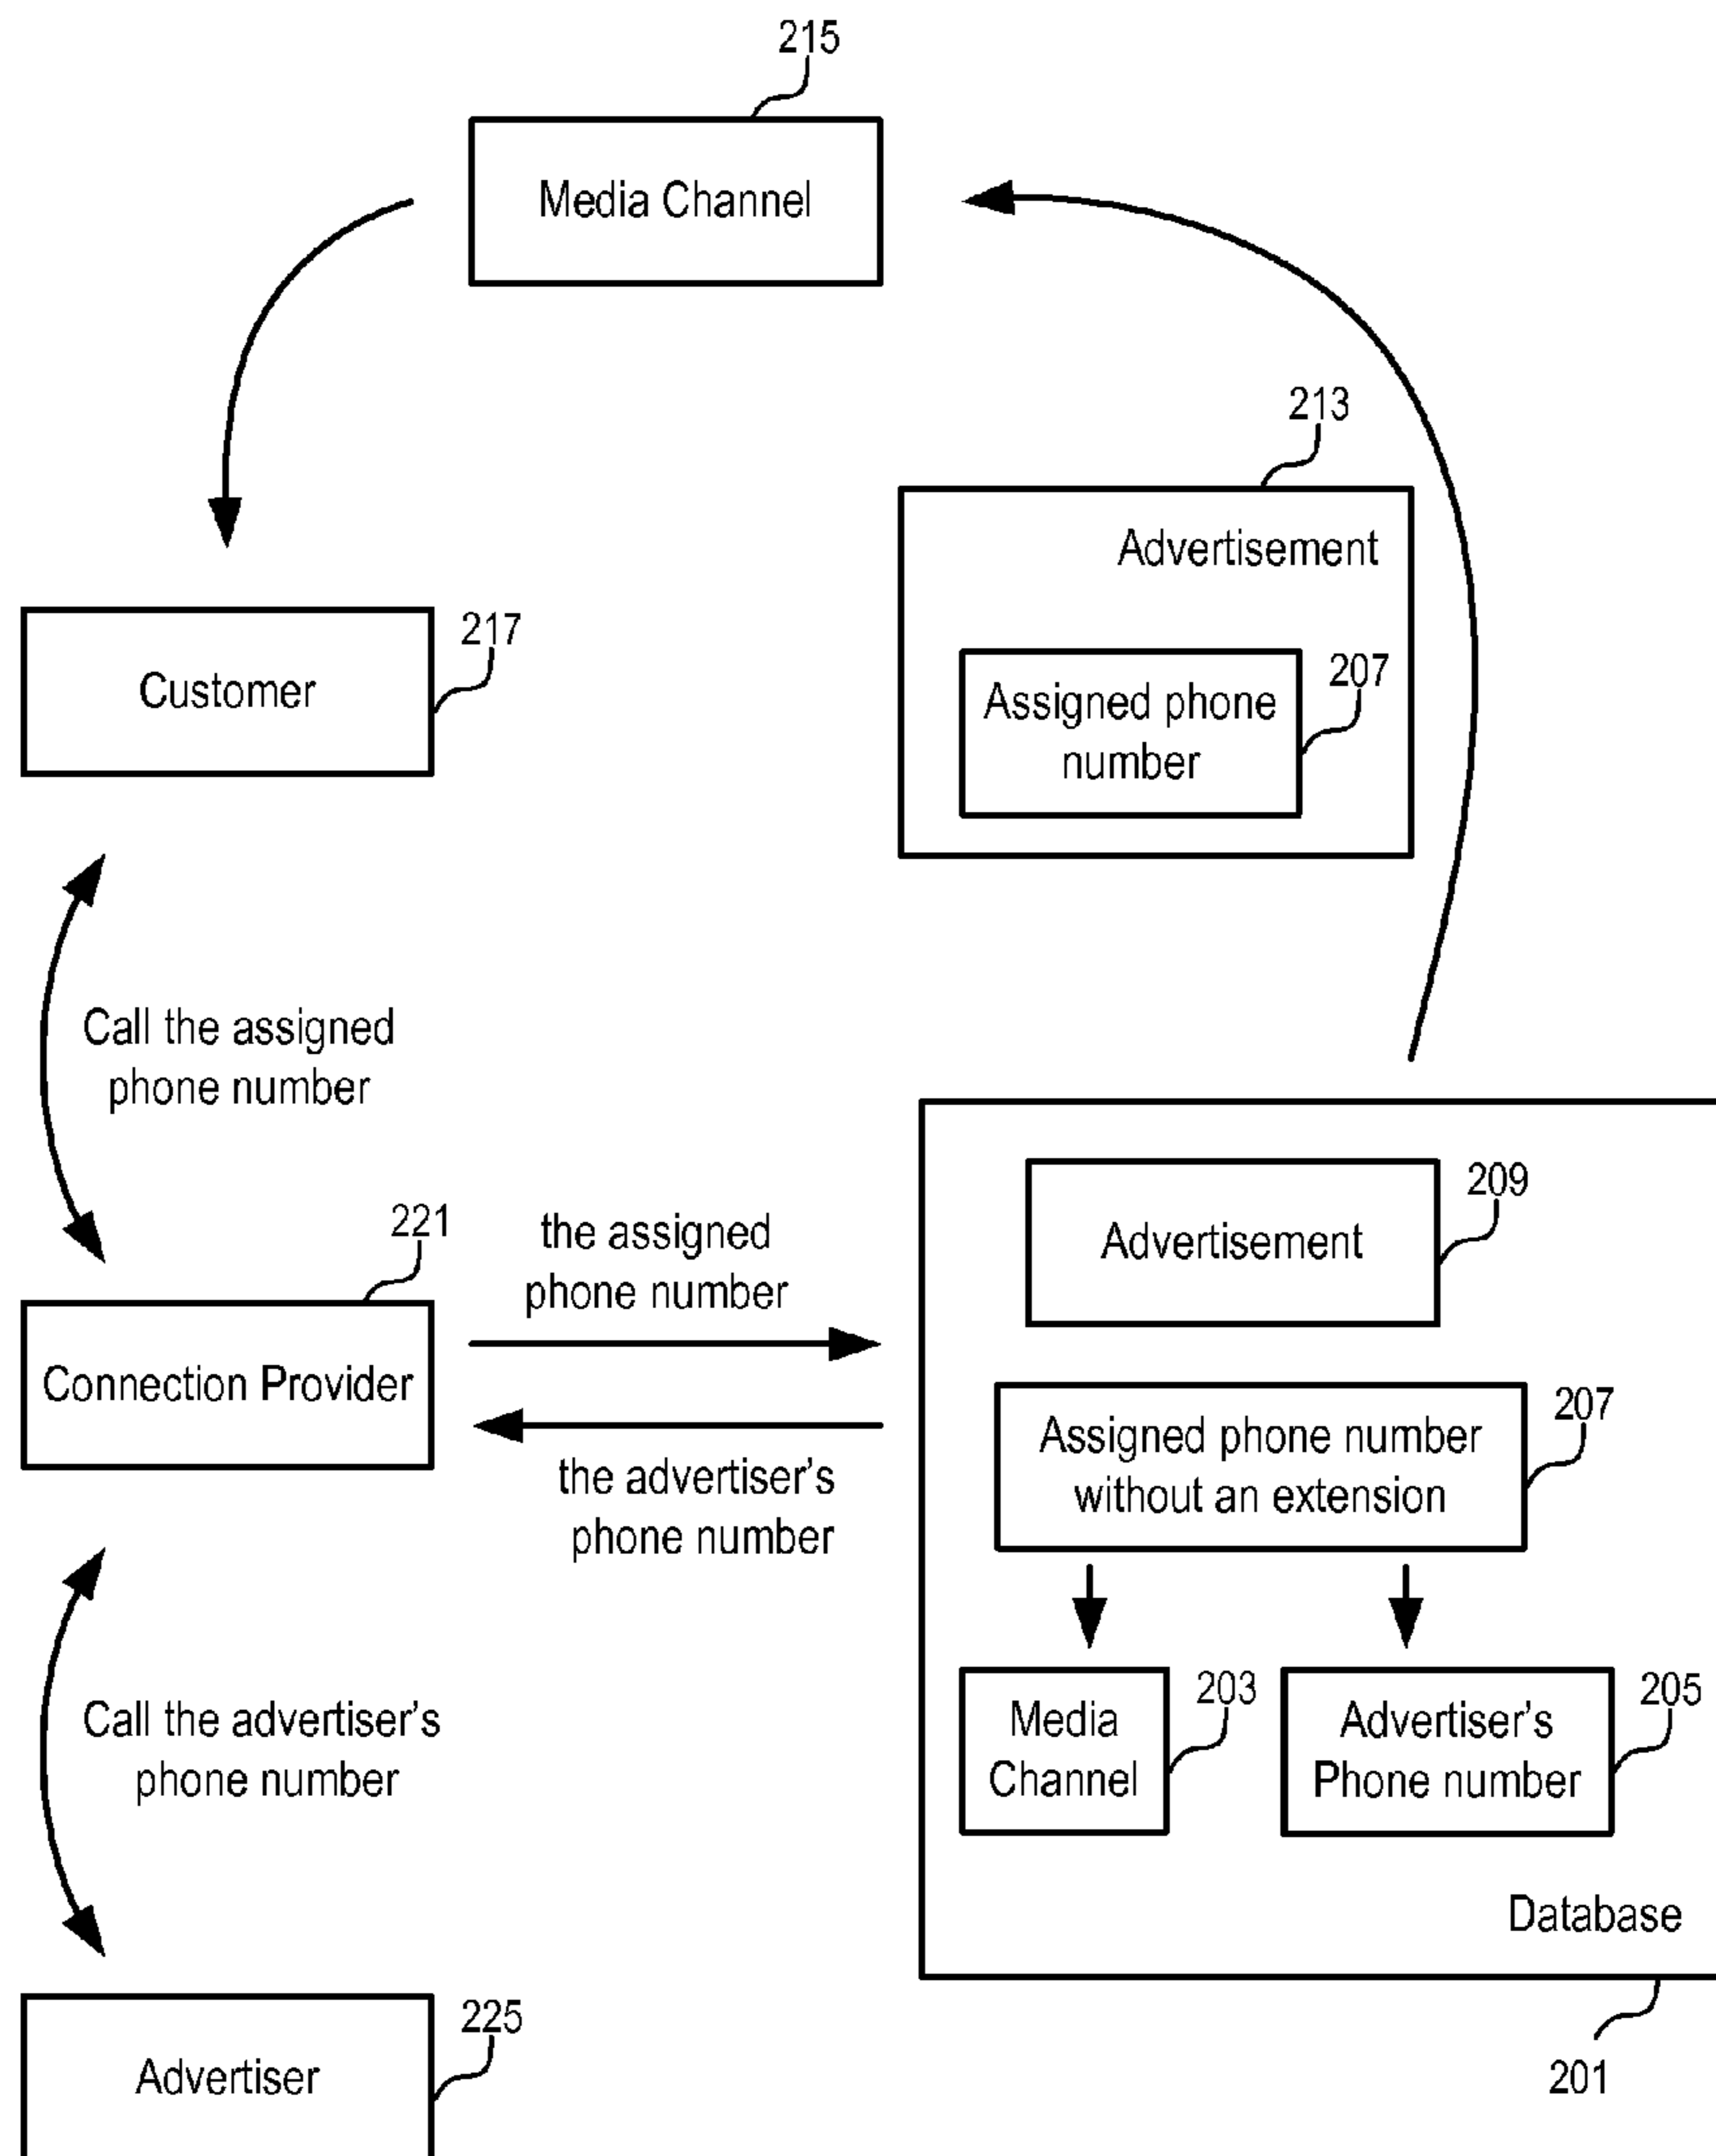 215
Media Channel
213
Advertisement
207
Assigned phone
number
217
Customer
Call the assigned
phone number
221
Connection Provider
the assigned
phone number
the advertiser's
phone number
209
Advertisement
207
Assigned phone number
without an extension
203
Media
Channel
205
Advertiser's
Phone number
Database
201
Call the advertiser's
phone number
225
Advertiser